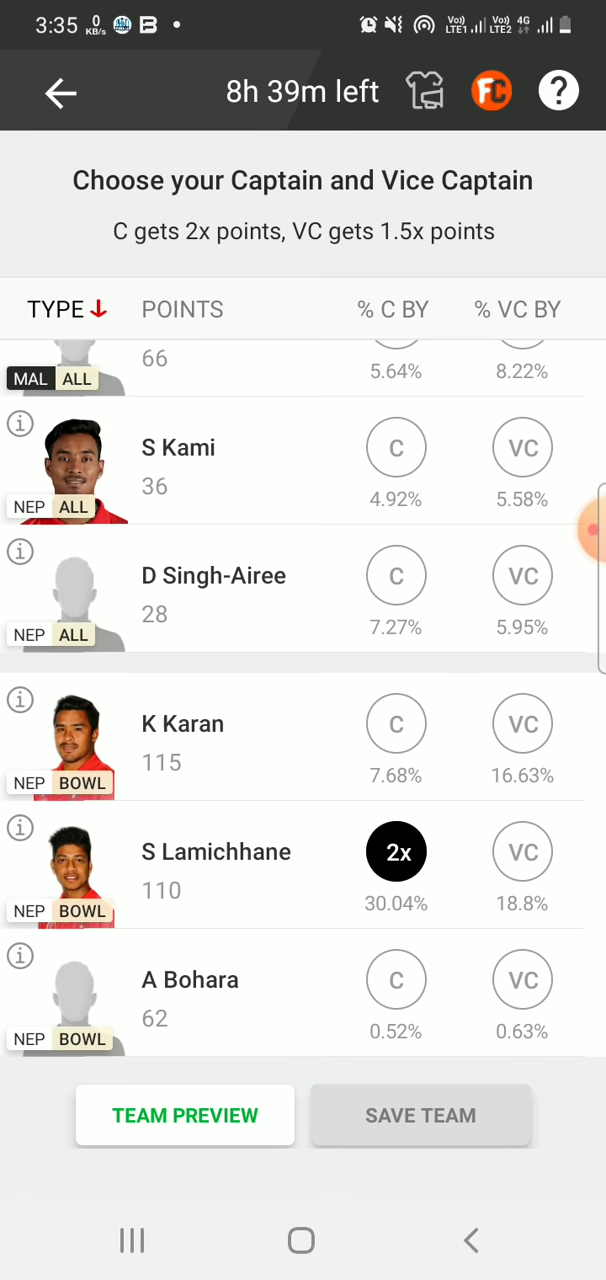 3:35 0 KB/s B Vo)) LTE1 Vo)) LTE2 4G
8h 39m left FC ?
Choose your Captain and Vice Captain
C gets 2x points, VC gets 1.5x points
TYPE POINTS % C BY % VC BY
66 5.64% 8.22%
MAL ALL
S Kami C VC
36 4.92% 5.58%
NEP ALL
D Singh-Airee C VC
28 7.27% 5.95%
NEP ALL
K Karan C VC
115 7.68% 16.63%
NEP BOWL
S Lamichhane 2x VC
110 30.04% 18.8%
NEP BOWL
A Bohara C VC
62 0.52% 0.63%
NEP BOWL
TEAM PREVIEW SAVE TEAM